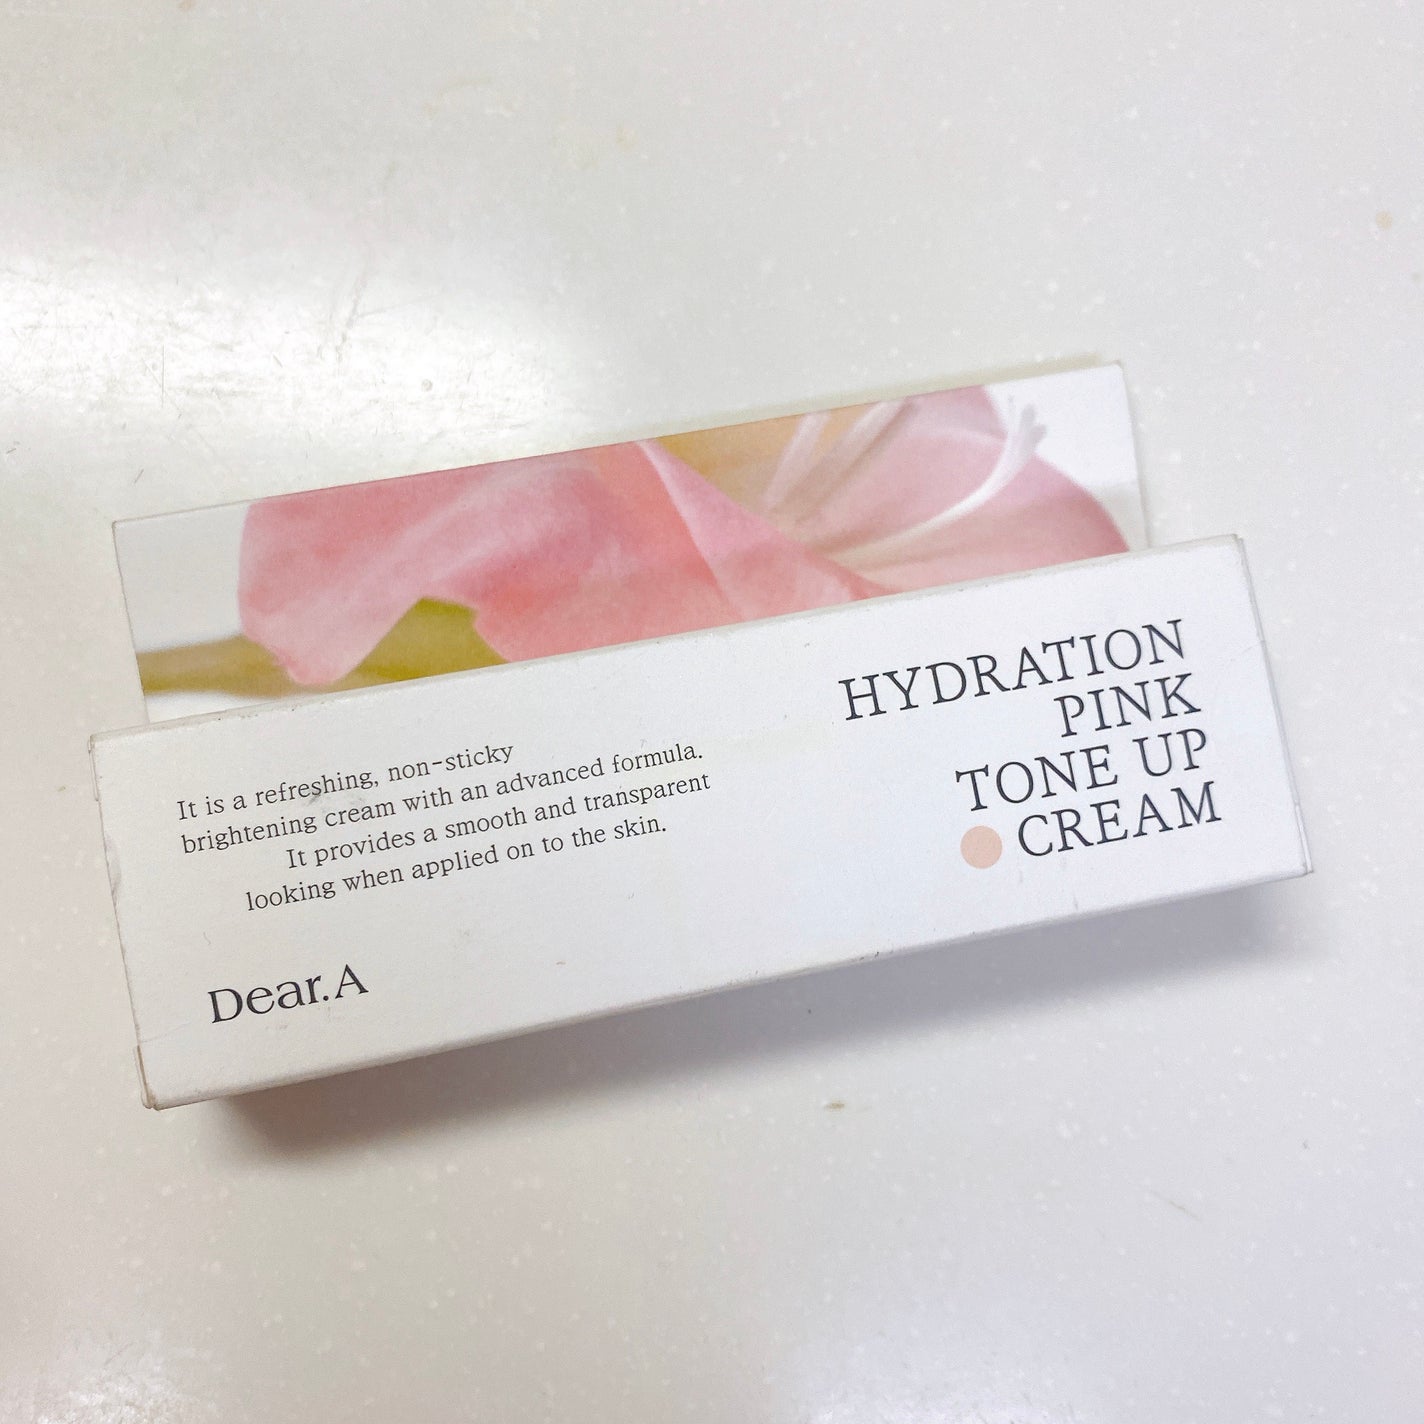 HYDRATION
PINK
TONE UP
CREAM
It is a refreshing, non-sticky
brightening cream with an advanced formula.
It provides a smooth and transparent
looking when applied on to the skin.
Dear.A